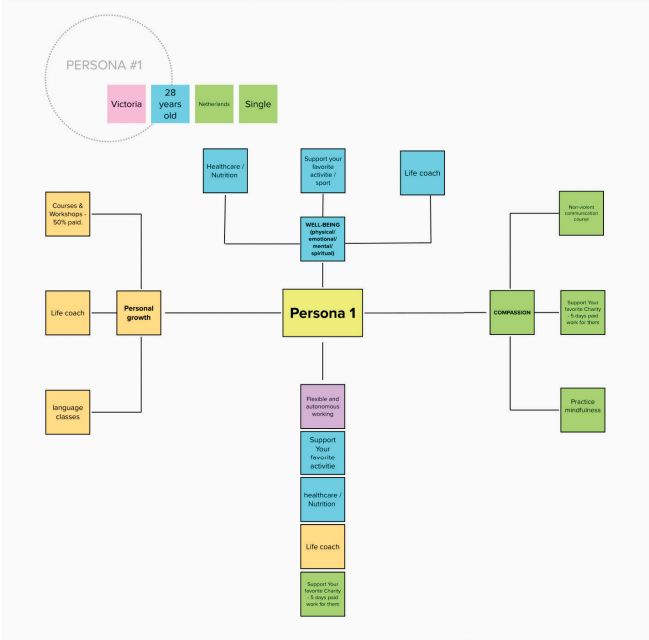 PERSONA #1
Victoria
28
years
old
Netherlands
Single
Healthcare /
Nutrition
Support your
favorite
activitie /
sport
Life coach
WELL-BEING
(physical/
emotional/
mental/
spiritual)
Courses &
Workshops -
50% paid.
Life coach
language
classes
Personal
growth
Persona 1
COMPASSION
Non-violent
communication
course
Support Your
favorite Charity
- 5 days paid
work for them
Practice
mindfulness
Flexible and
autonomous
working
Support
Your
favorite
activitie
healthcare /
Nutrition
Life coach
Support Your
favorite Charity
- 5 days paid
work for them